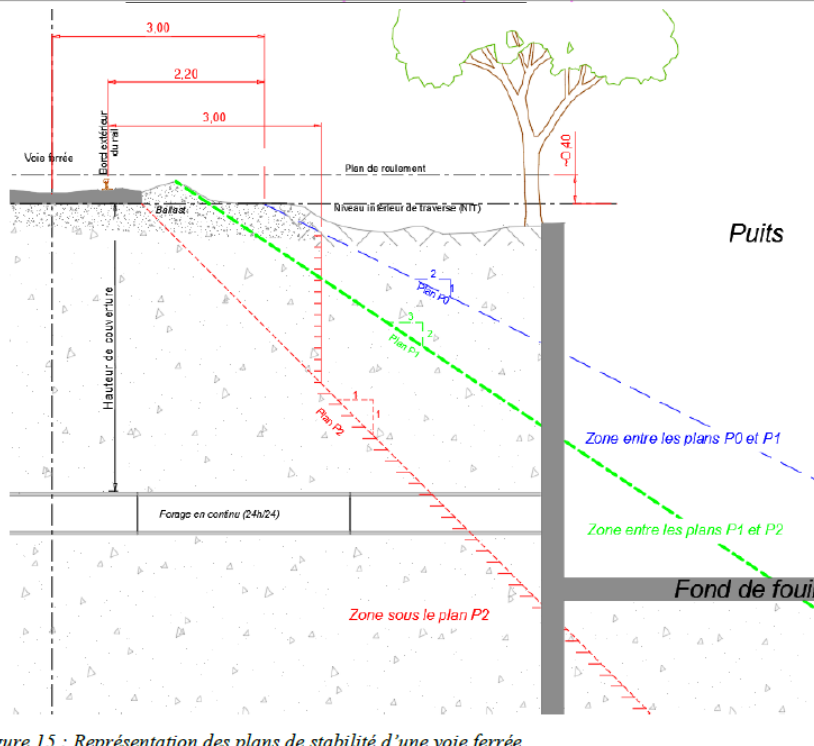 3,00
2,20
3,00
Bord extérieur
du rail
~0,40
Voie ferrée
Plan de roulement
Ballast
Niveau inférieur de traverse (NIT)
Puits
2
1
Plan P0
3
2
Plan P1
Hauteur de couverture
1
1
Plan P2
Zone entre les plans P0 et P1
Forage en continu (24h/24)
Zone entre les plans P1 et P2
Fond de foui
Zone sous le plan P2
gure 15 : Représentation des plans de stabilité d'une voie ferrée